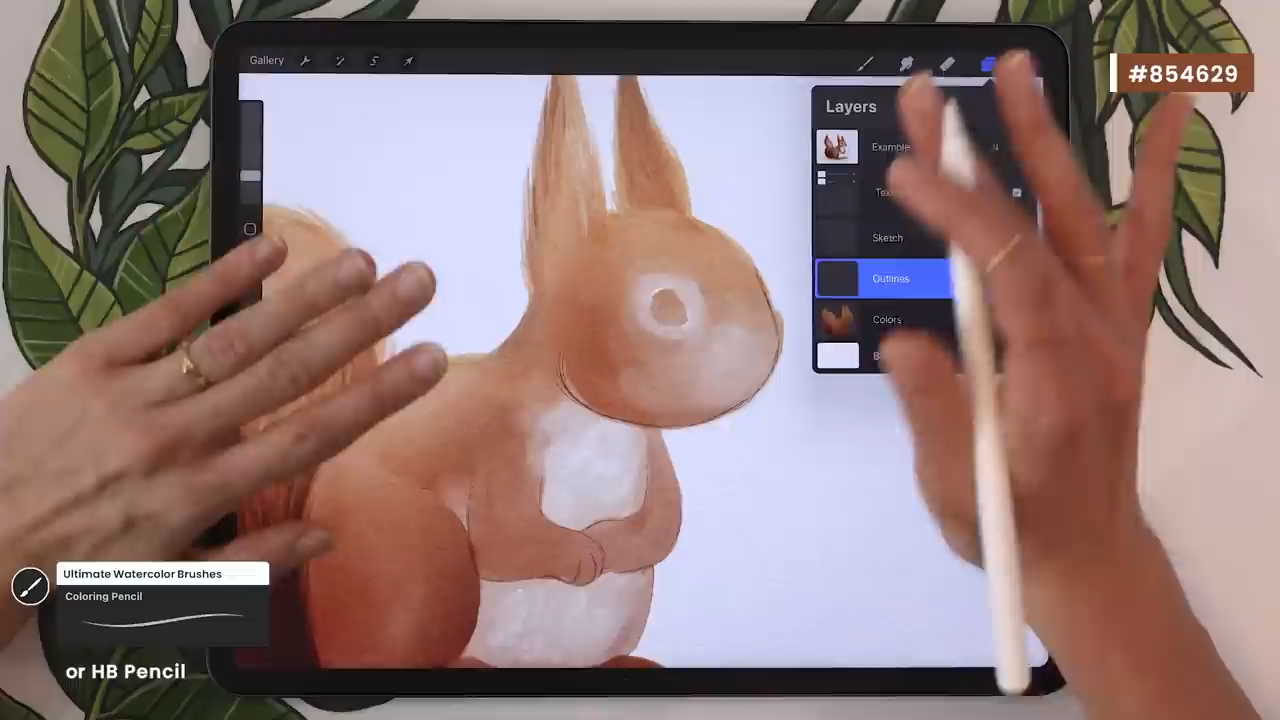 Gallery
#854629
Layers
Example
N
Sketch
Outlines
Colors
B
Ultimate Watercolor Brushes
Coloring Pencil
or HB Pencil